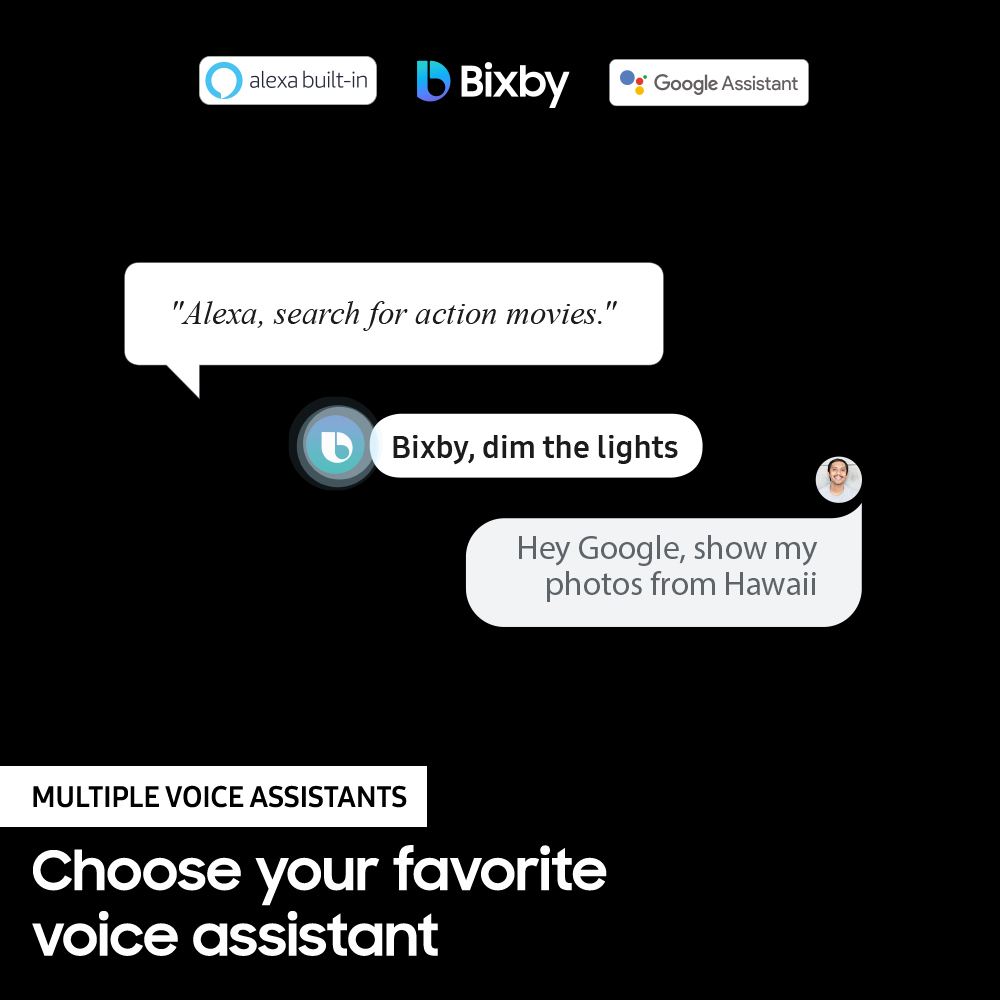 alexa built-in
Bixby
Google Assistant
"Alexa, search for action movies."
Bixby, dim the lights
Hey Google, show my
photos from Hawaii
MULTIPLE VOICE ASSISTANTS
Choose your favorite
voice assistant